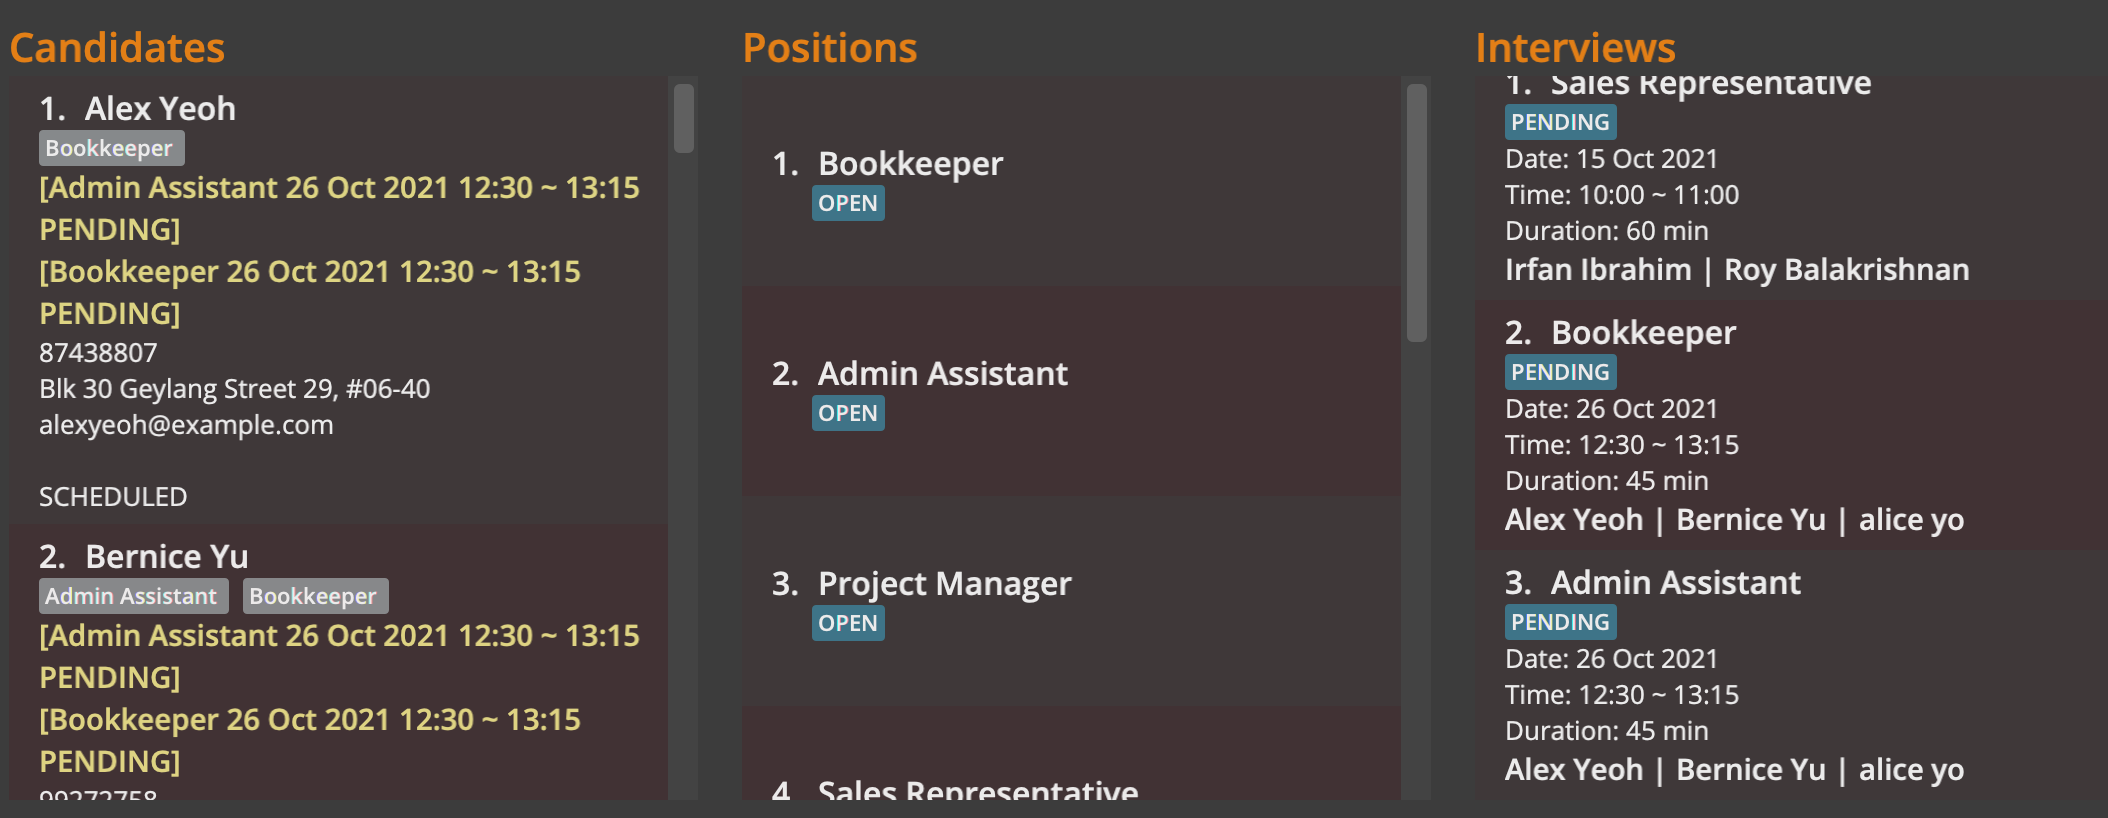 Candidates
1. Alex Yeoh
Bookkeeper
[Admin Assistant 26 Oct 2021 12:30 ~ 13:15
PENDING]
[Bookkeeper 26 Oct 2021 12:30 ~ 13:15
PENDING]
87438807
Blk 30 Geylang Street 29, #06-40
alexyeoh@example.com
SCHEDULED
2. Bernice Yu
Admin Assistant Bookkeeper
[Admin Assistant 26 Oct 2021 12:30 ~ 13:15
PENDING]
[Bookkeeper 26 Oct 2021 12:30 ~ 13:15
PENDING]
99272758
Positions
1. Bookkeeper
OPEN
2. Admin Assistant
OPEN
3. Project Manager
OPEN
4. Sales Representative
Interviews
1. Sales Representative
PENDING
Date: 15 Oct 2021
Time: 10:00 ~ 11:00
Duration: 60 min
Irfan Ibrahim | Roy Balakrishnan
2. Bookkeeper
PENDING
Date: 26 Oct 2021
Time: 12:30 ~ 13:15
Duration: 45 min
Alex Yeoh | Bernice Yu | alice yo
3. Admin Assistant
PENDING
Date: 26 Oct 2021
Time: 12:30 ~ 13:15
Duration: 45 min
Alex Yeoh | Bernice Yu | alice yo